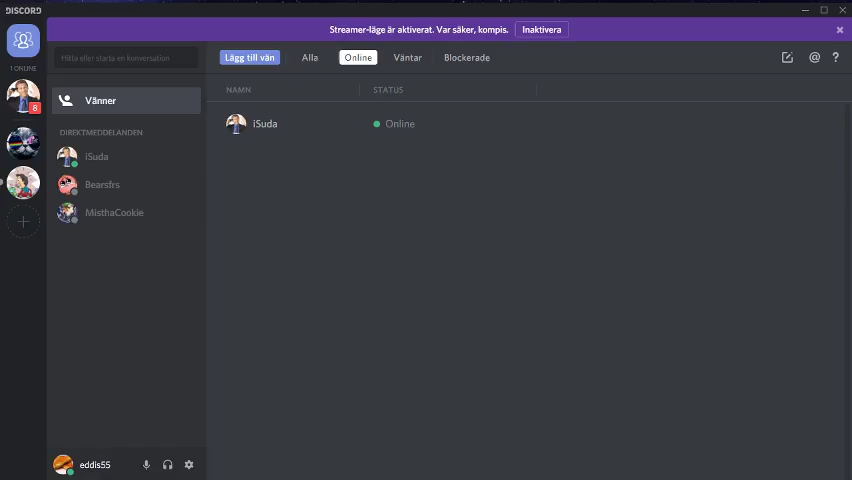 DISCORD
Streamer-läge är aktiverat. Var säker, kompis. Inaktivera
1 ONLINE
8
Hitta eller starta en konversation
Vänner
DIREKTMEDDELANDEN
iSuda
Bearsfrs
MisthaCookie
eddis55
Lägg till vän Alla Online Väntar Blockerade @ ?
NAMN STATUS
iSuda Online